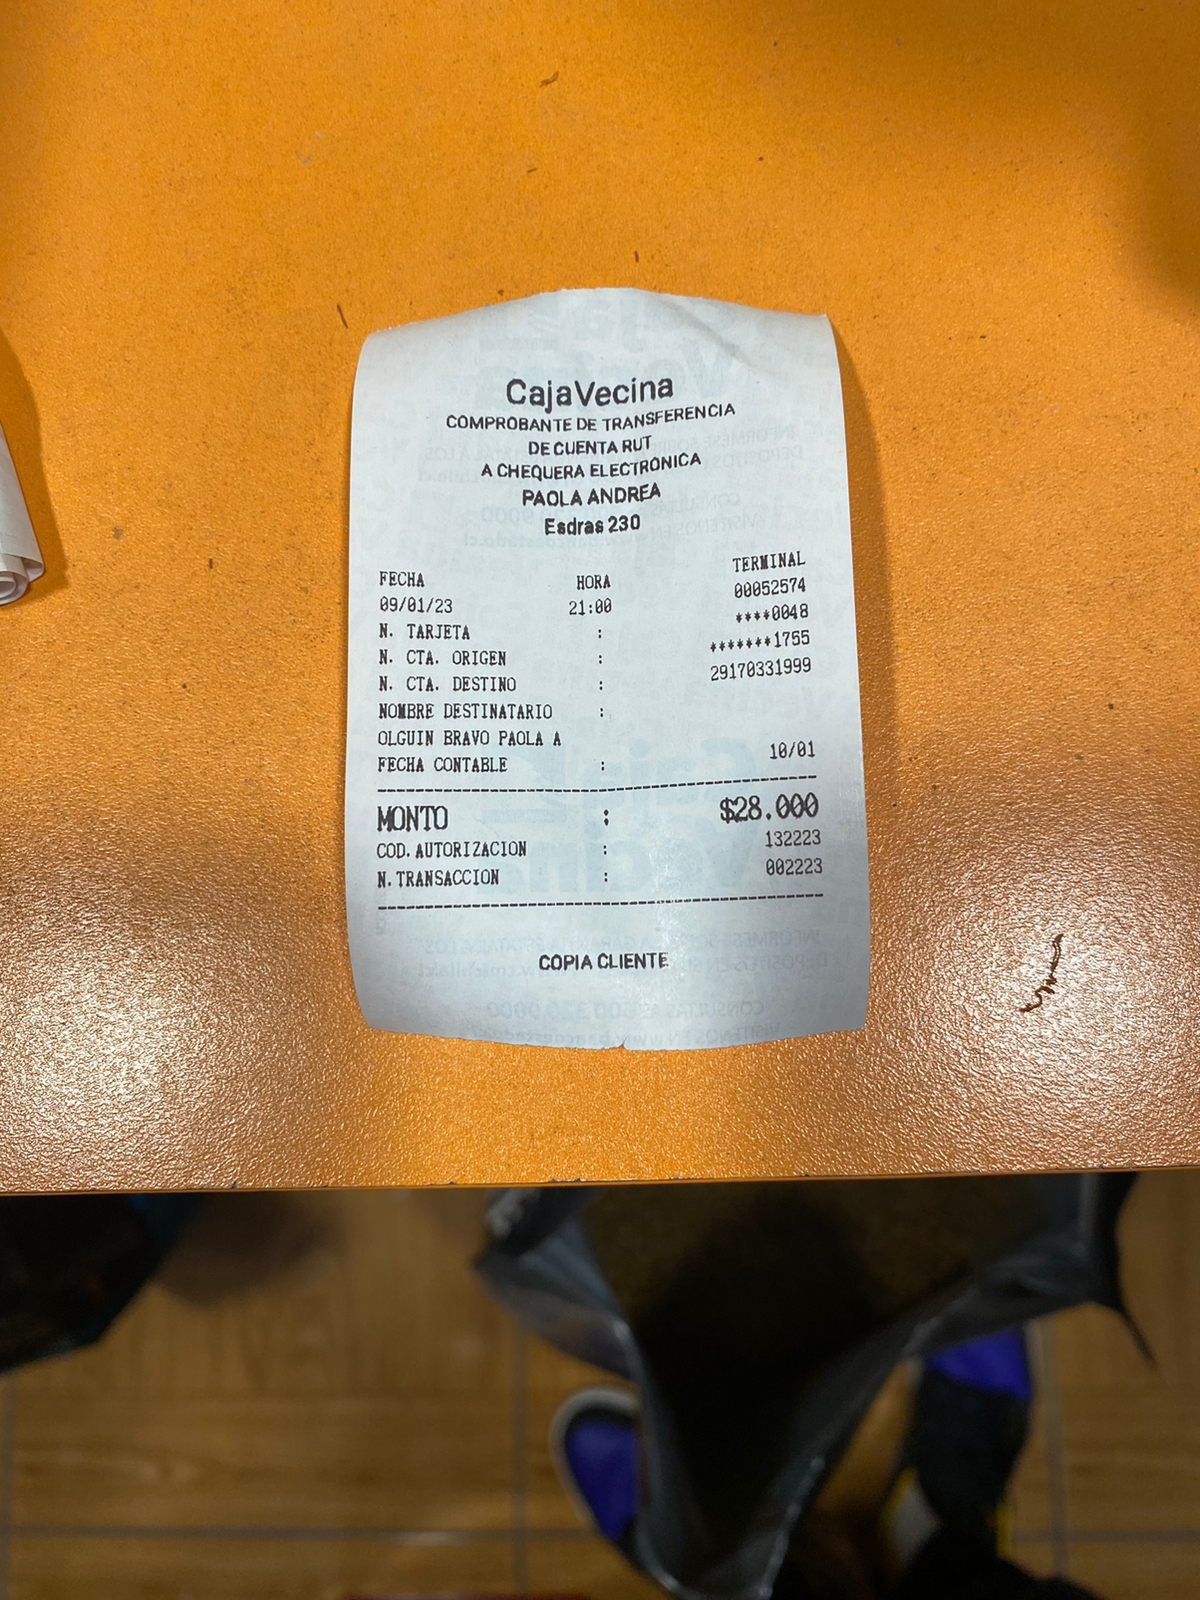 CajaVecina
COMPROBANTE DE TRANSFERENCIA
DE CUENTA RUT
A CHEQUERA ELECTRONICA
PAOLA ANDREA
Esdras 230
FECHA HORA TERMINAL
09/01/23 21:00 00052574
N. TARJETA : ****0048
N. CTA. ORIGEN : *******1755
N. CTA. DESTINO : 29170331999
NOMBRE DESTINATARIO :
OLGUIN BRAVO PAOLA A
FECHA CONTABLE : 10/01
MONTO : $28.000
COD. AUTORIZACION : 132223
N. TRANSACCION : 002223
COPIA CLIENTE